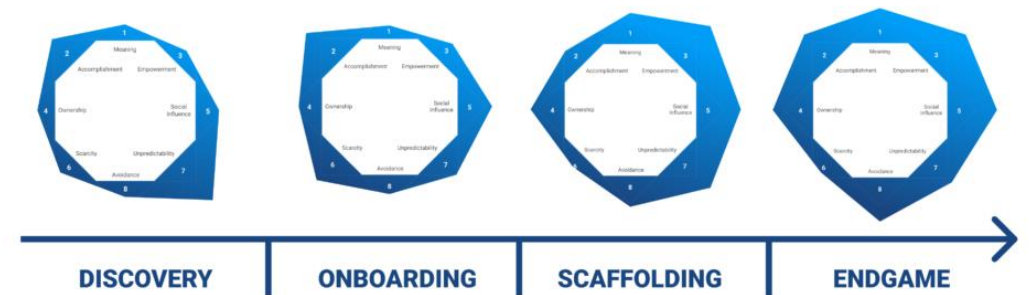 1
2
3
Meaning
Accomplishment Empowerment
4 Ownership
Social
Influence
5
Scarcity Unpredictability
6
Avoidance
7
8
1
2
3
Meaning
Accomplishment Empowerment
4 Ownership
Social
Influence
5
Scarcity Unpredictability
6
Avoidance
7
8
1
2
3
Meaning
Accomplishment Empowerment
4 Ownership
Social
Influence
5
Scarcity Unpredictability
6
Avoidance
7
8
1
2
3
Meaning
Accomplishment Empowerment
4 Ownership
Social
Influence
5
Scarcity Unpredictability
6
Avoidance
7
8
DISCOVERY ONBOARDING SCAFFOLDING ENDGAME